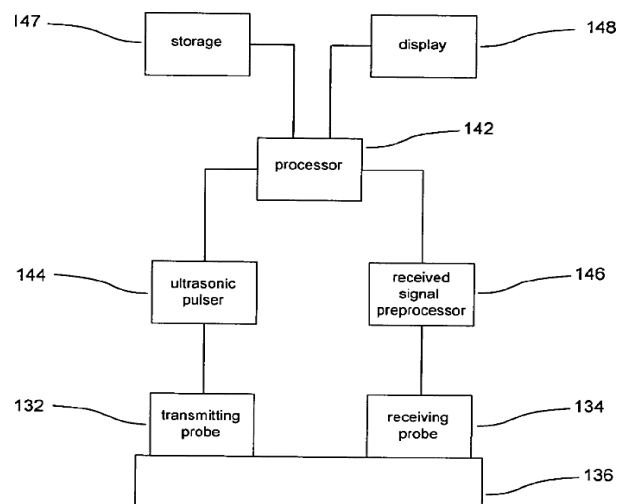 147
storage
display
148
142
processor
144
ultrasonic
pulser
received
signal
preprocessor
146
132
transmitting
probe
receiving
probe
134
136